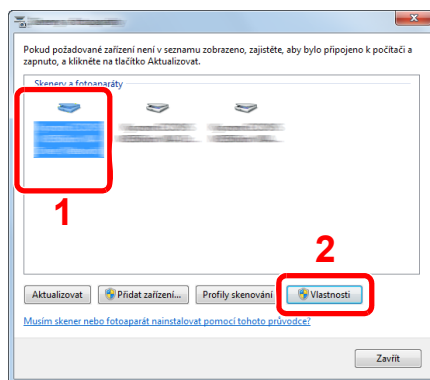 Pokud požadované zařízení není v seznamu zobrazeno, zajistěte, aby bylo připojeno k počítači a
zapnuto, a klikněte na tlačítko Aktualizovat.
Skenery a fotoaparáty
1
2
Aktualizovat
Přidat zařízení...
Profily skenování
Vlastnosti
Musím skener nebo fotoaparát nainstalovat pomocí tohoto průvodce?
Zavřít